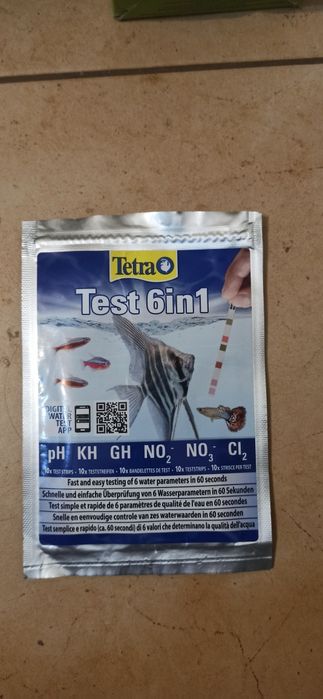 Tetra
Test 6in1
DIGITAL
WATER
TEST
APP
pH KH GH NO₂⁻ NO₃⁻ Cl₂
10x TEST STRIPS - 10x TESTSTREIFEN - 10x BANDELETTES DE TEST - 10x TESTSTRIPS - 10x STRISCE PER TEST
Fast and easy testing of 6 water parameters in 60 seconds
Schnelle und einfache Überprüfung von 6 Wasserparametern in 60 Sekunden
Test simple et rapide de 6 paramètres de qualité de l'eau en 60 secondes
Snelle en eenvoudige controle van zes waterwaarden in 60 seconden
Test semplice e rapido (ca. 60 secondi) di 6 valori che determinano la qualità dell'acqua